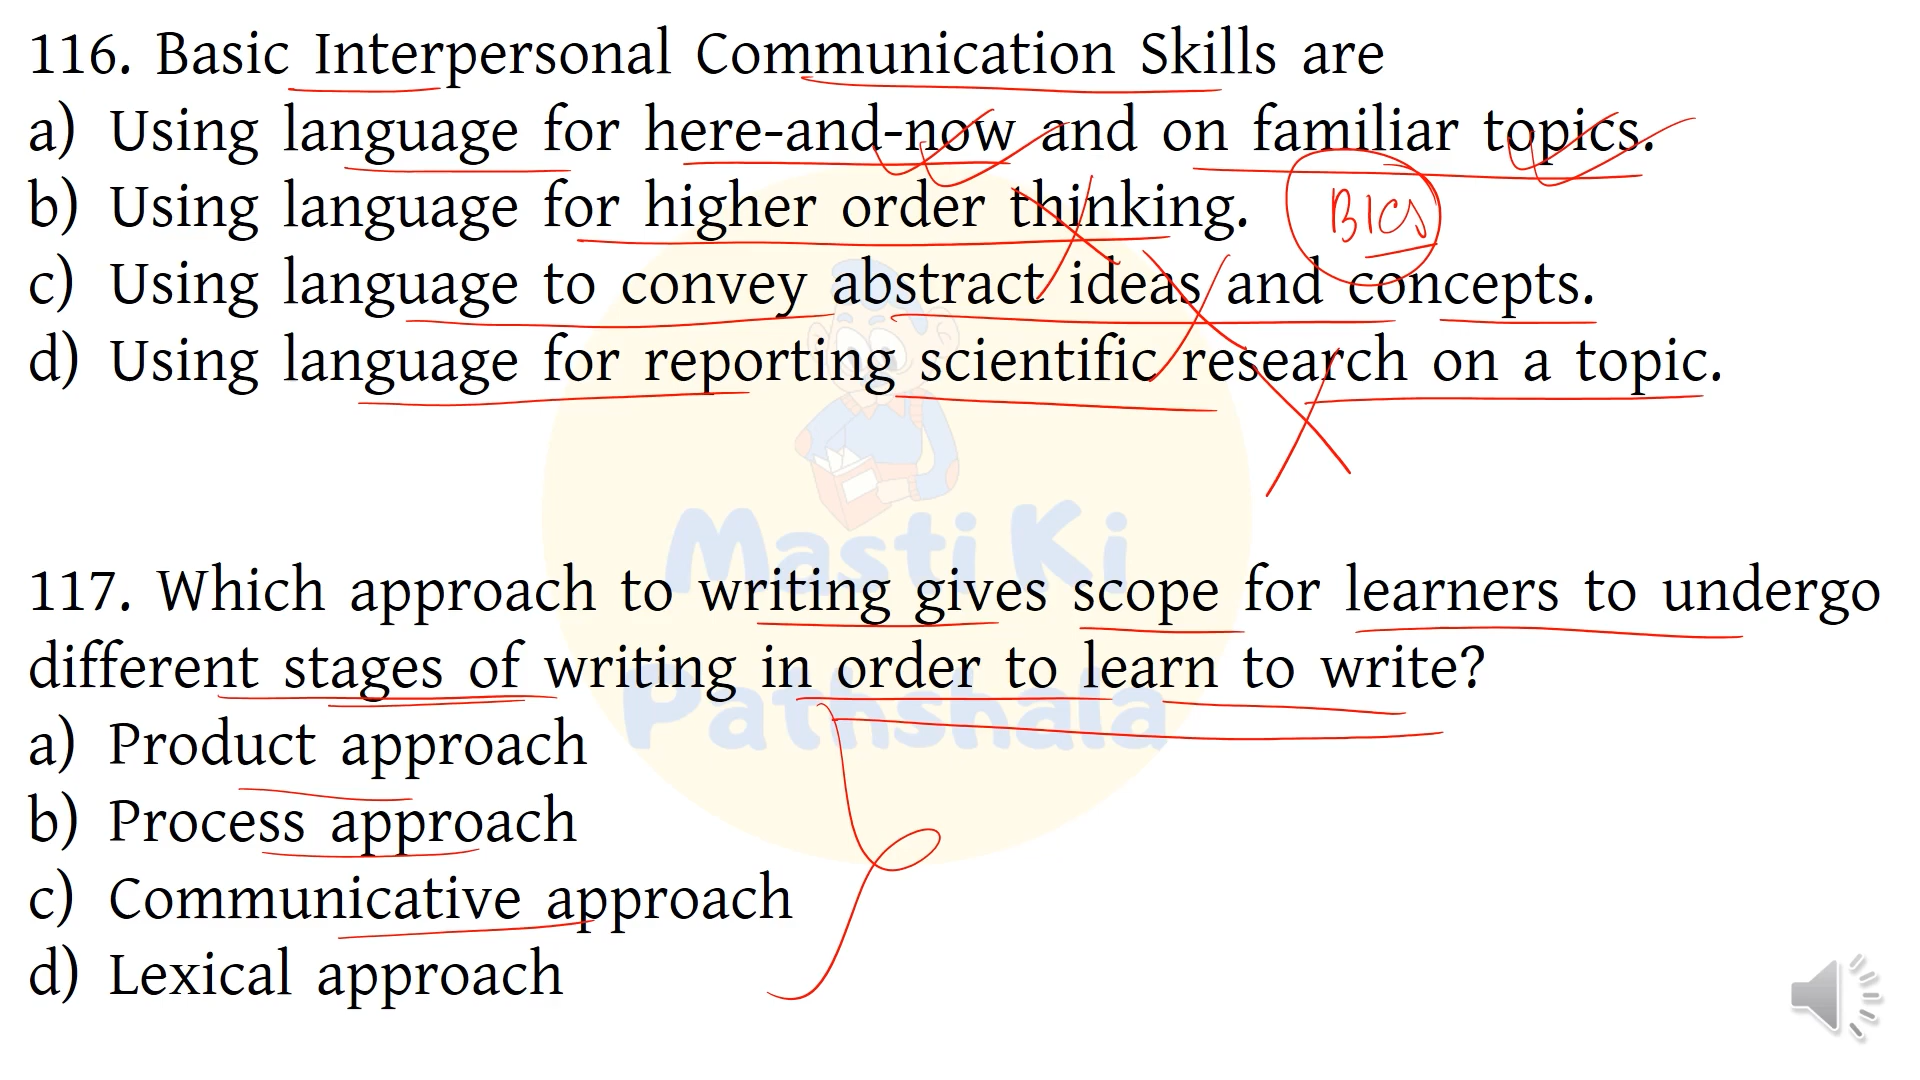 116. Basic Interpersonal Communication Skills are
a) Using language for here-and-now and on familiar topics.
b) Using language for higher order thinking.
BICS
c) Using language to convey abstract ideas and concepts.
d) Using language for reporting scientific research on a topic.
Masti Ki
Pathshala
117. Which approach to writing gives scope for learners to undergo
different stages of writing in order to learn to write?
a) Product approach
b) Process approach
c) Communicative approach
d) Lexical approach